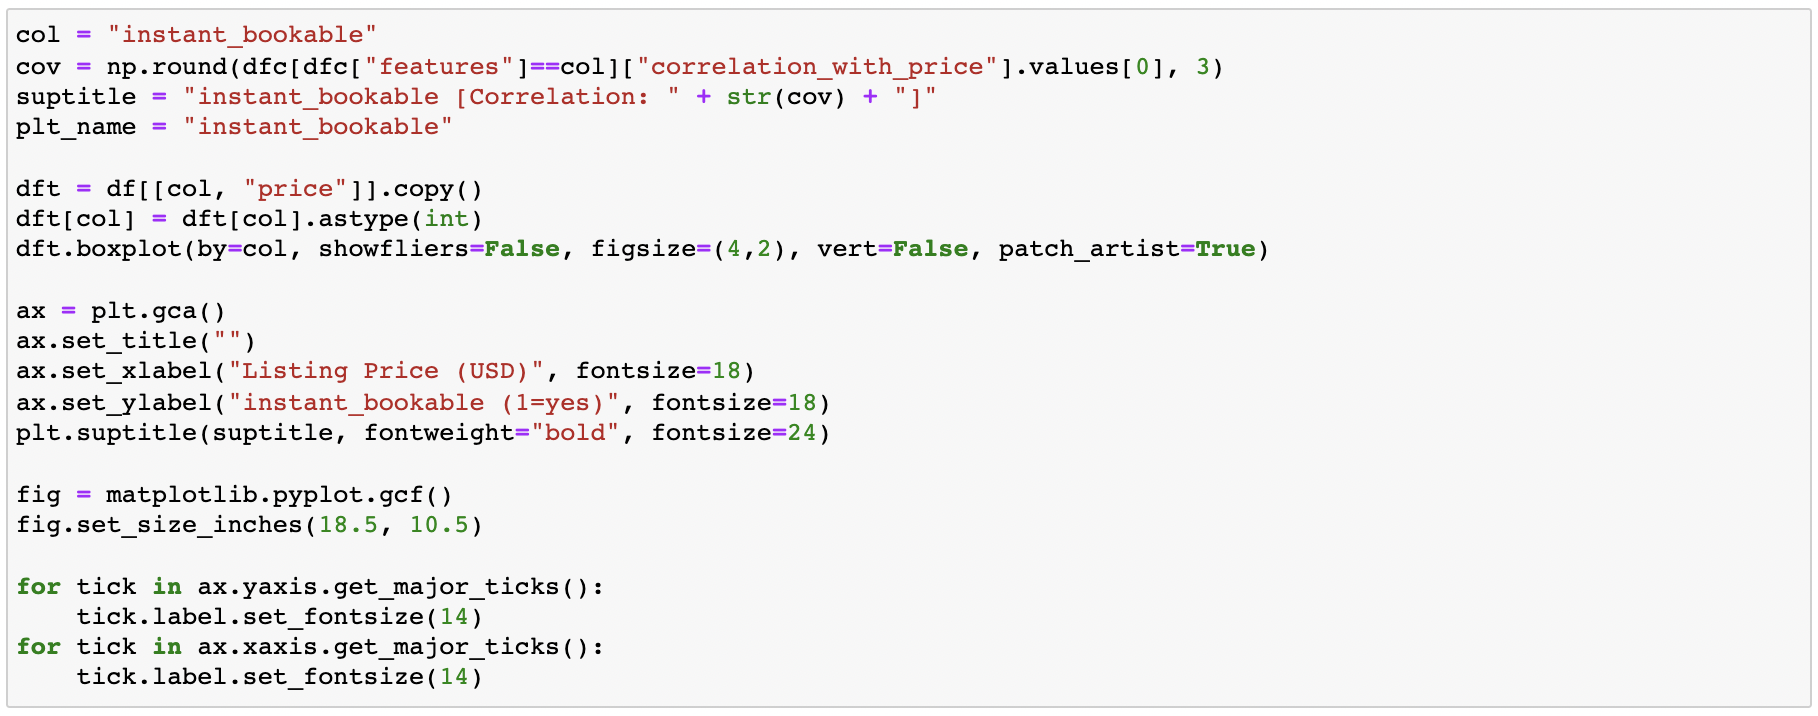 col = "instant_bookable"
cov = np.round(dfc[dfc["features"]==col]["correlation_with_price"].values[0], 3)
suptitle = "instant_bookable [Correlation: " + str(cov) + "]"
plt_name = "instant_bookable"

dft = df[[col, "price"]].copy()
dft[col] = dft[col].astype(int)
dft.boxplot(by=col, showfliers=False, figsize=(4,2), vert=False, patch_artist=True)

ax = plt.gca()
ax.set_title("")
ax.set_xlabel("Listing Price (USD)", fontsize=18)
ax.set_ylabel("instant_bookable (1=yes)", fontsize=18)
plt.suptitle(suptitle, fontweight="bold", fontsize=24)

fig = matplotlib.pyplot.gcf()
fig.set_size_inches(18.5, 10.5)

for tick in ax.yaxis.get_major_ticks():
    tick.label.set_fontsize(14)
for tick in ax.xaxis.get_major_ticks():
    tick.label.set_fontsize(14)